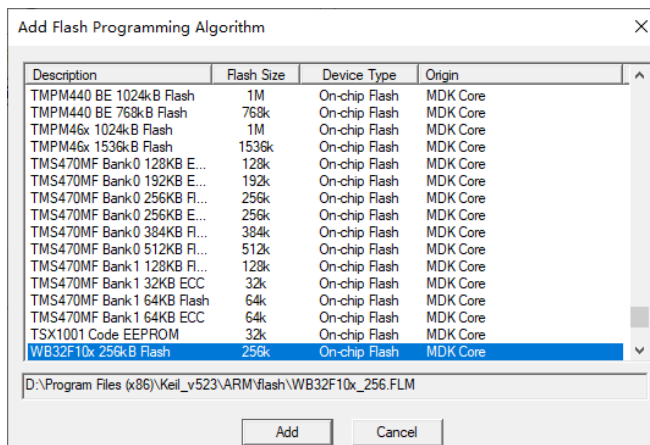 Add Flash Programming Algorithm
Description Flash Size Device Type Origin
TMPM440 BE 1024kB Flash 1M On-chip Flash MDK Core
TMPM440 BE 768kB Flash 768k On-chip Flash MDK Core
TMPM46x 1024kB Flash 1M On-chip Flash MDK Core
TMPM46x 1536kB Flash 1536k On-chip Flash MDK Core
TMS470MF Bank0 128KB E... 128k On-chip Flash MDK Core
TMS470MF Bank0 192KB E... 192k On-chip Flash MDK Core
TMS470MF Bank0 256KB Fl... 256k On-chip Flash MDK Core
TMS470MF Bank0 256KB E... 256k On-chip Flash MDK Core
TMS470MF Bank0 384KB Fl... 384k On-chip Flash MDK Core
TMS470MF Bank0 512KB Fl... 512k On-chip Flash MDK Core
TMS470MF Bank1 128KB Fl... 128k On-chip Flash MDK Core
TMS470MF Bank1 32KB ECC 32k On-chip Flash MDK Core
TMS470MF Bank1 64KB Flash 64k On-chip Flash MDK Core
TMS470MF Bank1 64KB ECC 64k On-chip Flash MDK Core
TSX1001 Code EEPROM 32k On-chip Flash MDK Core
WB32F10x 256kB Flash 256k On-chip Flash MDK Core
D:\Program Files (x86)\Keil_v523\ARM\flash\WB32F10x_256.FLM
Add Cancel